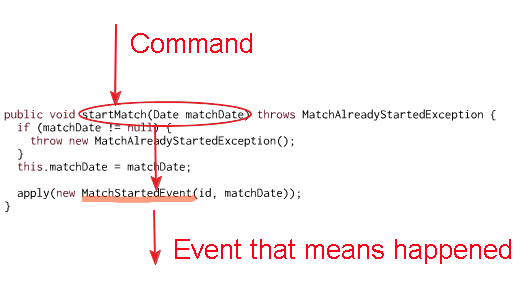 Command
public void startMatch(Date matchDate) throws MatchAlreadyStartedException {
if (matchDate != null) {
throw new MatchAlreadyStartedException();
}
this.matchDate = matchDate;
apply(new MatchStartedEvent(id, matchDate));
}
Event that means happened